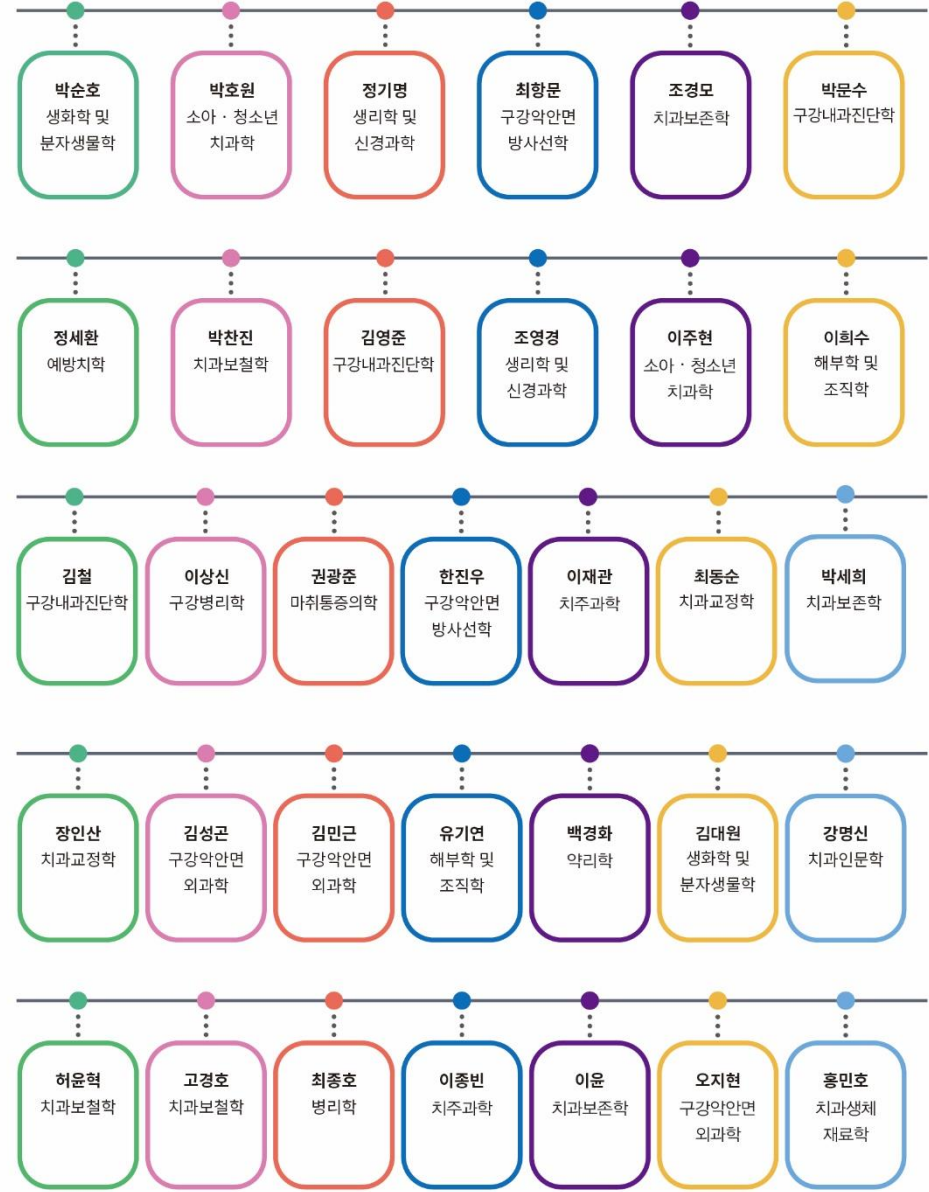 박순호
생화학 및
분자생물학
박호원
소아 · 청소년
치과학
정기명
생리학 및
신경과학
최항문
구강악안면
방사선학
조경모
치과보존학
박문수
구강내과진단학
정세환
예방치학
박찬진
치과보철학
김영준
구강내과진단학
조영경
생리학 및
신경과학
이주현
소아 · 청소년
치과학
이희수
해부학 및
조직학
김철
구강내과진단학
이상신
구강병리학
권광준
마취통증의학
한진우
구강악안면
방사선학
이재관
치주과학
최동순
치과교정학
박세희
치과보존학
장인산
치과교정학
김성곤
구강악안면
외과학
김민근
구강악안면
외과학
유기연
해부학 및
조직학
백경화
약리학
김대원
생화학 및
분자생물학
강명신
치과인문학
허윤혁
치과보철학
고경호
치과보철학
최종호
병리학
이종빈
치주과학
이윤
치과보존학
오지현
구강악안면
외과학
홍민호
치과생체
재료학